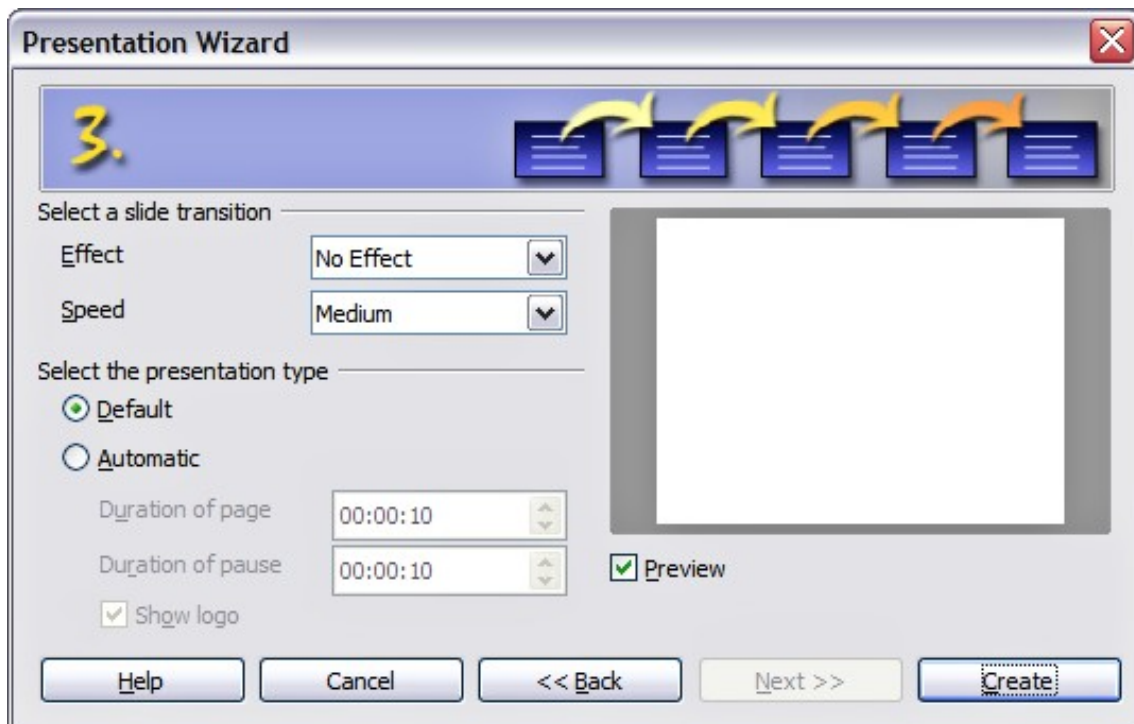 Presentation Wizard
3.
Select a slide transition
Effect
No Effect
Speed
Medium
Select the presentation type
Default
Automatic
Duration of page
00:00:10
Duration of pause
00:00:10
Show logo
Preview
Help
Cancel
<< Back
Next >>
Create